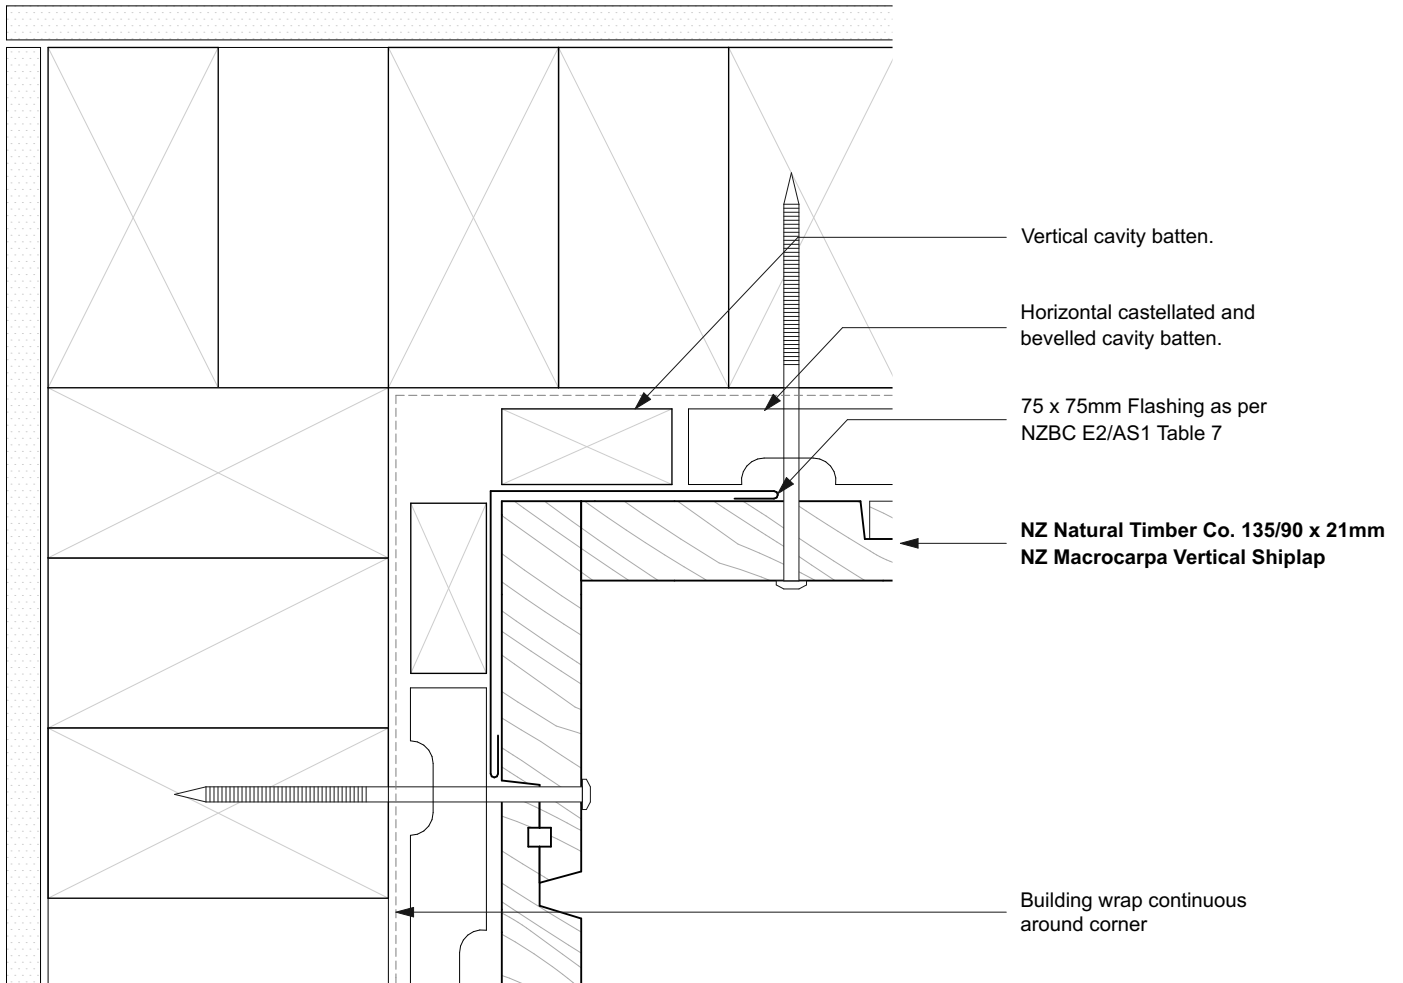 Vertical cavity batten.
Horizontal castellated and
bevelled cavity batten.
75 x 75mm Flashing as per
NZBC E2/AS1 Table 7
NZ Natural Timber Co. 135/90 x 21mm
NZ Macrocarpa Vertical Shiplap
Building wrap continuous
around corner